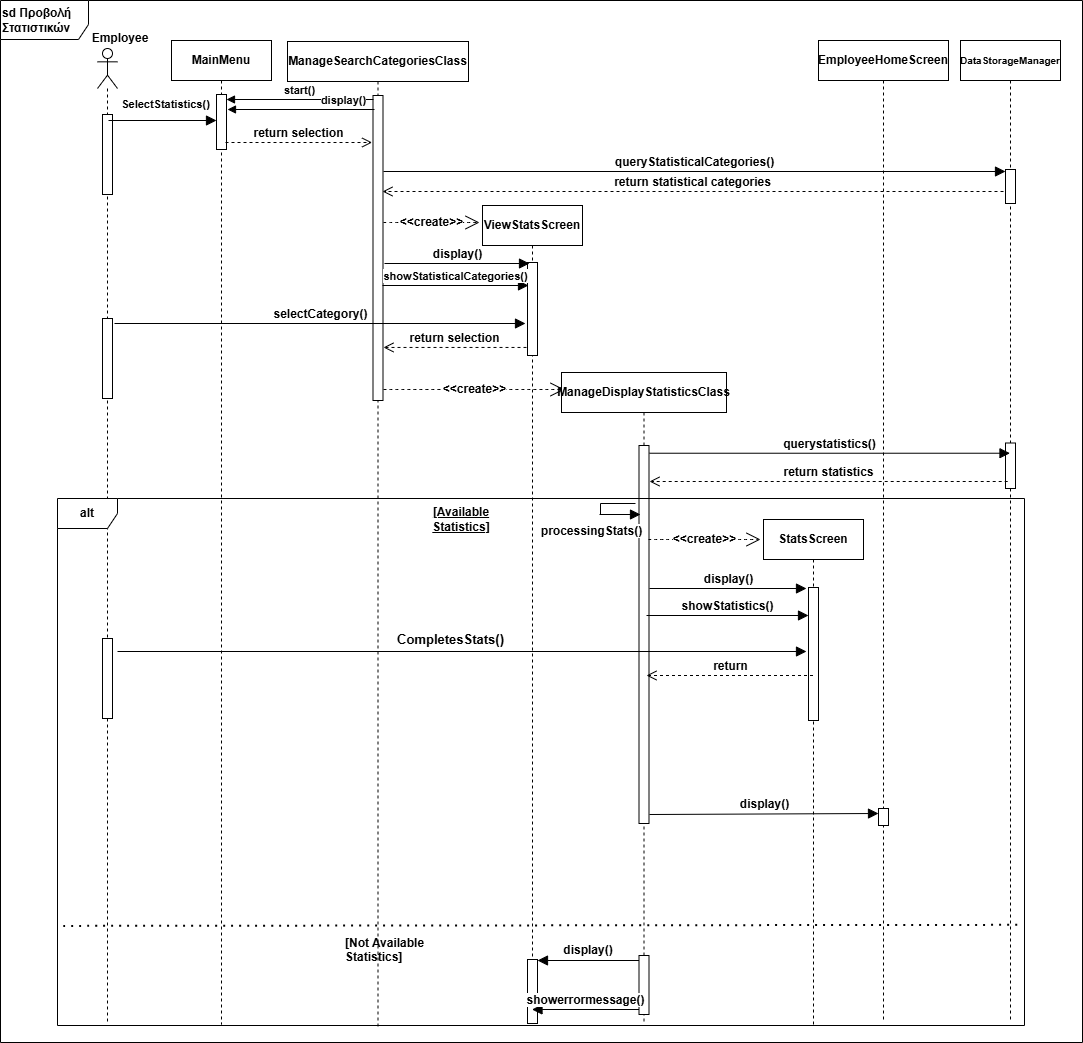 sd Προβολή
Στατιστικών
Employee
MainMenu
ManageSearchCategoriesClass
EmployeeHomeScreen
DataStorageManager
start()
display()
SelectStatistics()
return selection
queryStatisticalCategories()
return statistical categories
<<create>>
ViewStatsScreen
display()
showStatisticalCategories()
selectCategory()
return selection
<<create>>
ManageDisplayStatisticsClass
querystatistics()
return statistics
alt
[Available
Statistics]
processingStats()
<<create>>
StatsScreen
display()
showStatistics()
CompletesStats()
return
display()
[Not Available
Statistics]
display()
showerrormessage()